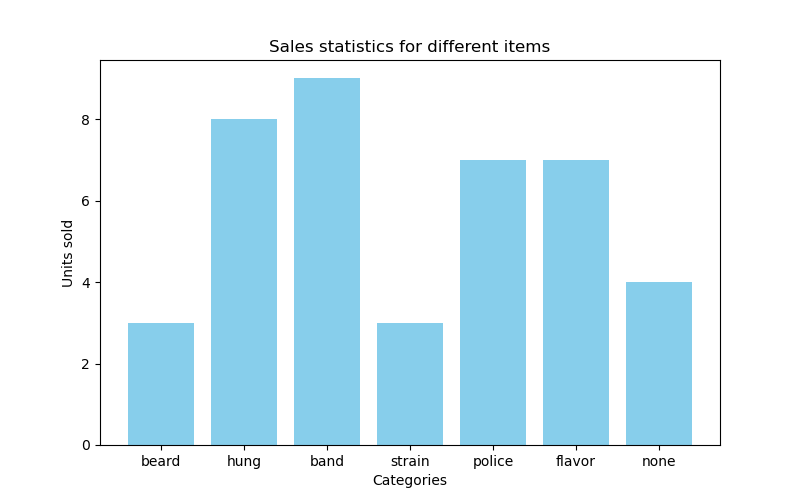 Sales statistics for different items
Units sold
8
6
4
2
0
beard hung band strain police flavor none
Categories